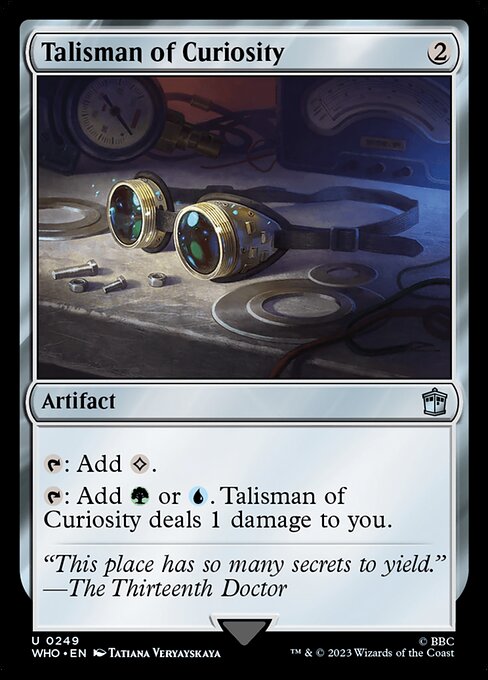 Talisman of Curiosity 2
Artifact
: Add .
: Add or . Talisman of
Curiosity deals 1 damage to you.
“This place has so many secrets to yield.”
—The Thirteenth Doctor
U 0249 © BBC
WHO • EN Tatiana Veryayskaya ™ & © 2023 Wizards of the Coast